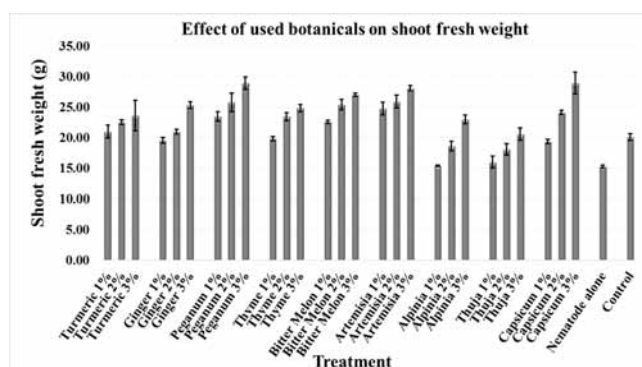 Effect of used botanicals on shoot fresh weight
Shoot fresh weight (g)
35.00
30.00
25.00
20.00
15.00
10.00
5.00
0.00
Turmeric 1%
Turmeric 2%
Turmeric 3%
Ginger 1%
Ginger 2%
Ginger 3%
Peganum 1%
Peganum 2%
Peganum 3%
Thyme 1%
Thyme 2%
Thyme 3%
Bitter Melon 1%
Bitter Melon 2%
Bitter Melon 3%
Artemisia 1%
Artemisia 2%
Artemisia 3%
Alpinia 1%
Alpinia 2%
Alpinia 3%
Thuja 1%
Thuja 2%
Thuja 3%
Capsicum 1%
Capsicum 2%
Capsicum 3%
Nematode alone
Control
Treatment